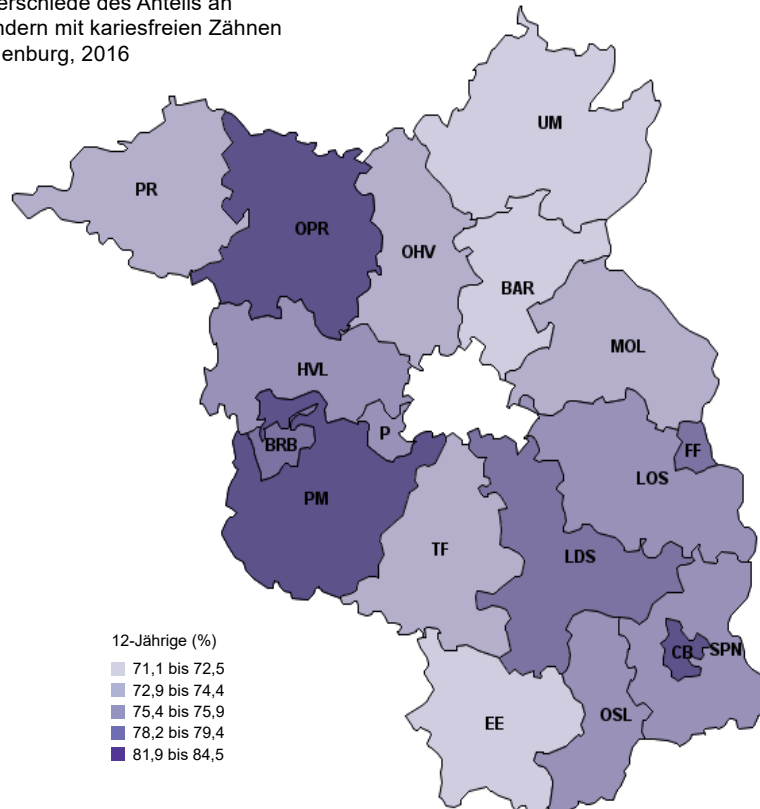 erschiede des Anteils an
ndern mit kariesfreien Zähnen
enburg, 2016
UM
PR
OPR
OHV
BAR
MOL
HVL
P
BRB
FF
LOS
PM
TF
LDS
CB
SPN
OSL
EE
12-Jährige (%)
71,1 bis 72,5
72,9 bis 74,4
75,4 bis 75,9
78,2 bis 79,4
81,9 bis 84,5